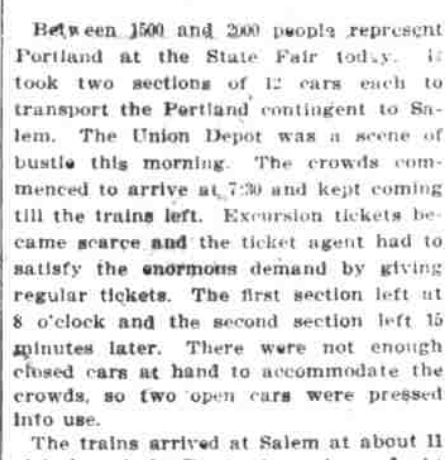 Between 1500 and 2000 people represent
Portland at the State Fair today. It
took two sections of 12 cars each to
transport the Portland contingent to Sa-
lem. The Union Depot was a scene of
bustle this morning. The crowds com-
menced to arrive at 7:30 and kept coming
till the trains left. Excursion tickets be-
came scarce and the ticket agent had to
satisfy the enormous demand by giving
regular tickets. The first section left at
8 o'clock and the second section left 15
minutes later. There were not enough
closed cars at hand to accommodate the
crowds, so two open cars were pressed
into use.
The trains arrived at Salem at about 11